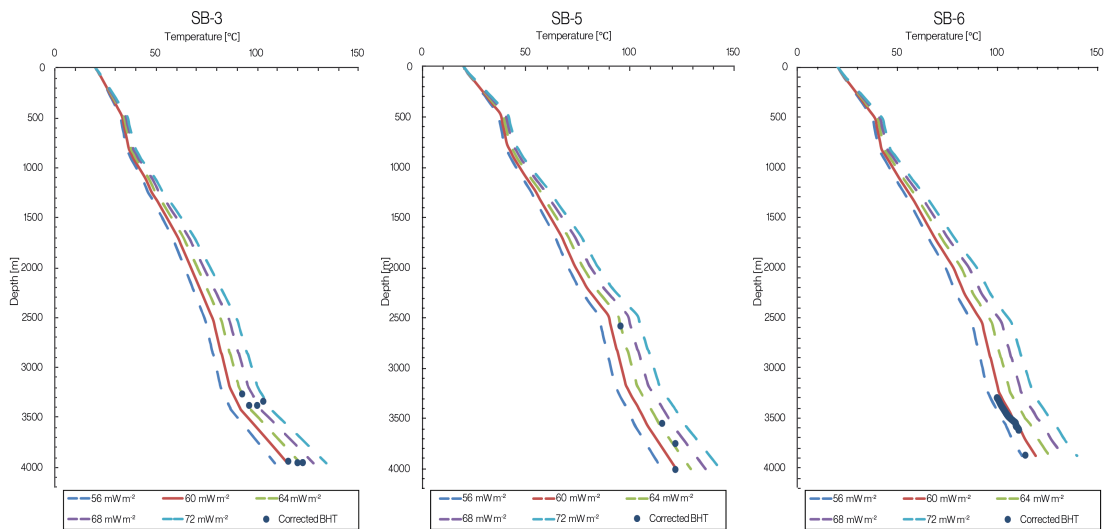 SB-3
Temperature [℃]
0 50 100 150
Depth [m]
0
500
1000
1500
2000
2500
3000
3500
4000
56 mW m⁻² 60 mW m⁻² 64 mW m⁻²
68 mW m⁻² 72 mW m⁻² Corrected BHT
SB-5
Temperature [℃]
0 50 100 150
Depth [m]
0
500
1000
1500
2000
2500
3000
3500
4000
56 mW m⁻² 60 mW m⁻² 64 mW m⁻²
68 mW m⁻² 72 mW m⁻² Corrected BHT
SB-6
Temperature [℃]
0 50 100 150
Depth [m]
0
500
1000
1500
2000
2500
3000
3500
4000
56 mW m⁻² 60 mW m⁻² 64 mW m⁻²
68 mW m⁻² 72 mW m⁻² Corrected BHT